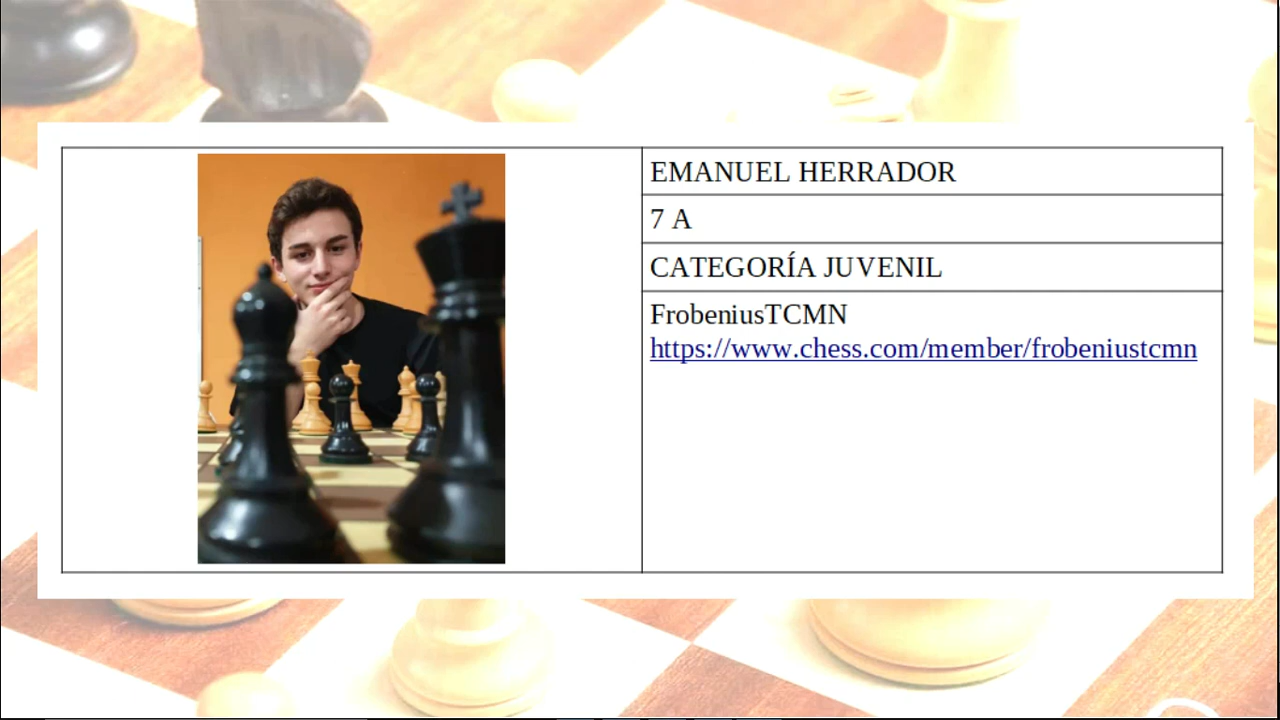 EMANUEL HERRADOR
7 A
CATEGORÍA JUVENIL
FrobeniusTCMN
https://www.chess.com/member/frobeniustcmn